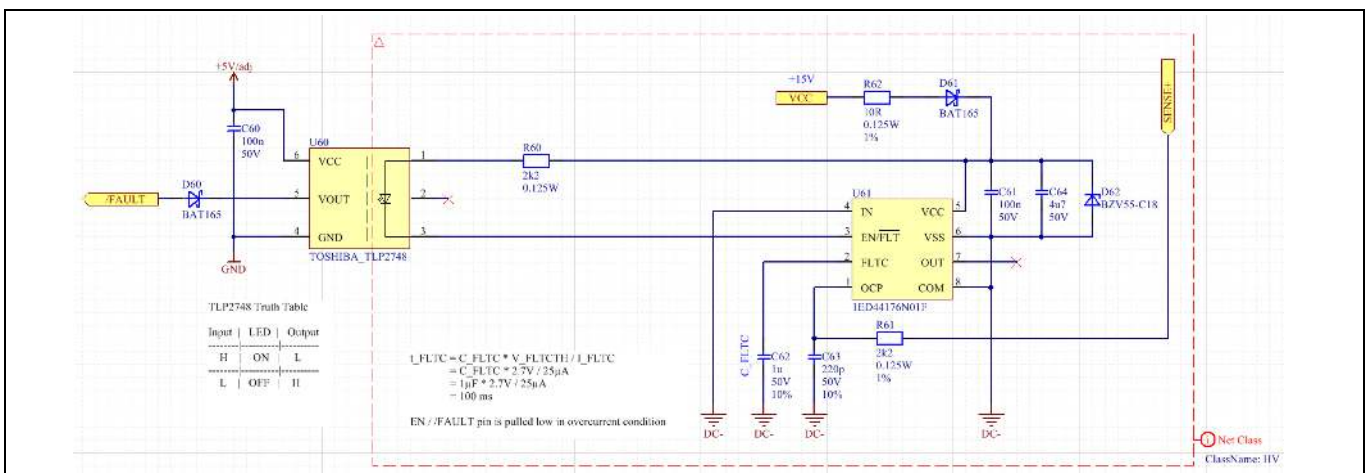 +5V/adj
C60
100n
50V
U60
6
VCC
5
VOUT
4
GND
1
2
3
TOSHIBA_TLP2748
/FAULT
D60
BAT165
GND
R60
2k2
0.125W
+15V
VCC
R62
10R
0.125W
1%
D61
BAT165
SENSE+
U61
4
IN
3
EN/FLT
2
FLTC
1
OCP
VCC
5
VSS
6
OUT
7
COM
8
1ED44176N01F
C61
100n
50V
C64
4u7
50V
D62
BZV55-C18
R61
2k2
0.125W
1%
C_FLTC
C62
1u
50V
10%
C63
220p
50V
10%
DC-
DC-
DC-
DC-
TLP2748 Truth Table
Input | LED | Output
H | ON | L
L | OFF | H
t_FLTC = C_FLTC * V_FLTCTH / I_FLTC
= C_FLTC * 2.7V / 25µA
= 1µF * 2.7V / 25µA
= 100 ms
EN / /FAULT pin is pulled low in overcurrent condition
i Net Class
ClassName: HV